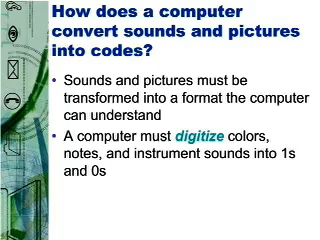 How does a computer
convert sounds and pictures
into codes?
• Sounds and pictures must be
transformed into a format the computer
can understand
• A computer must digitize colors,
notes, and instrument sounds into 1s
and 0s